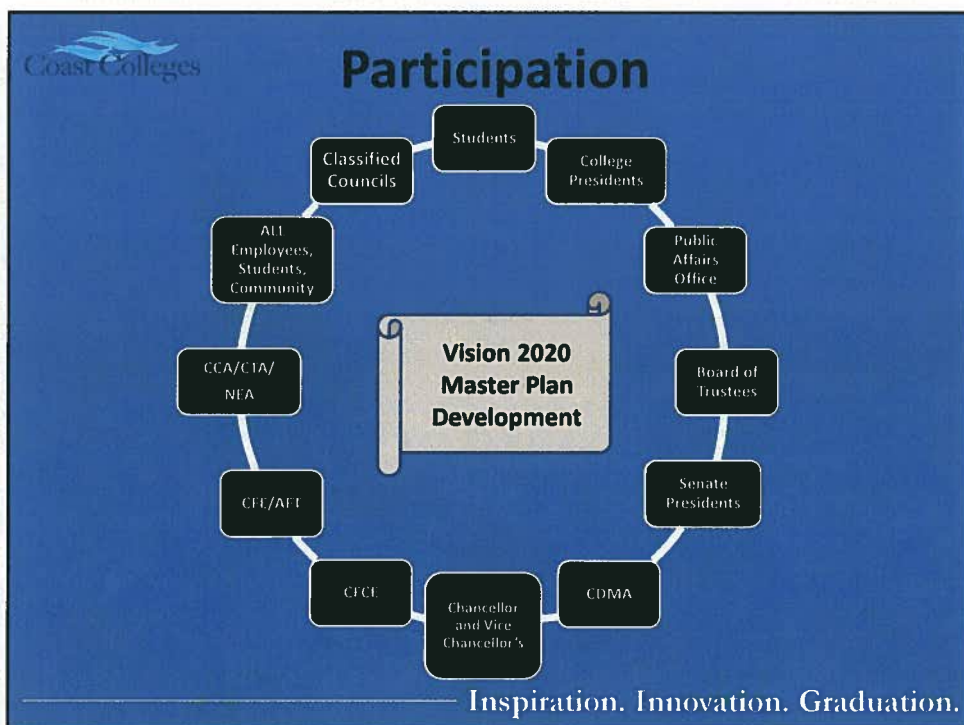 Coast Colleges
Participation
Students
College
Presidents
Public
Affairs
Office
Board of
Trustees
Senate
Presidents
CDMA
Chancellor
and Vice
Chancellor's
CFCE
CFE/AFT
CCA/CTA/
NEA
ALL
Employees,
Students,
Community
Classified
Councils
Vision 2020
Master Plan
Development
Inspiration. Innovation. Graduation.